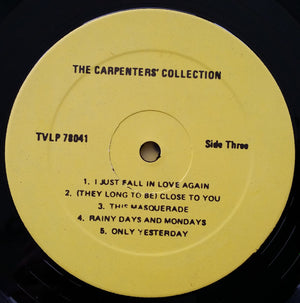 THE CARPENTERS' COLLECTION
TVLP 78041
Side Three
1. I JUST FALL IN LOVE AGAIN
2. (THEY LONG TO BE) CLOSE TO YOU
3. THIS MASQUERADE
4. RAINY DAYS AND MONDAYS
5. ONLY YESTERDAY